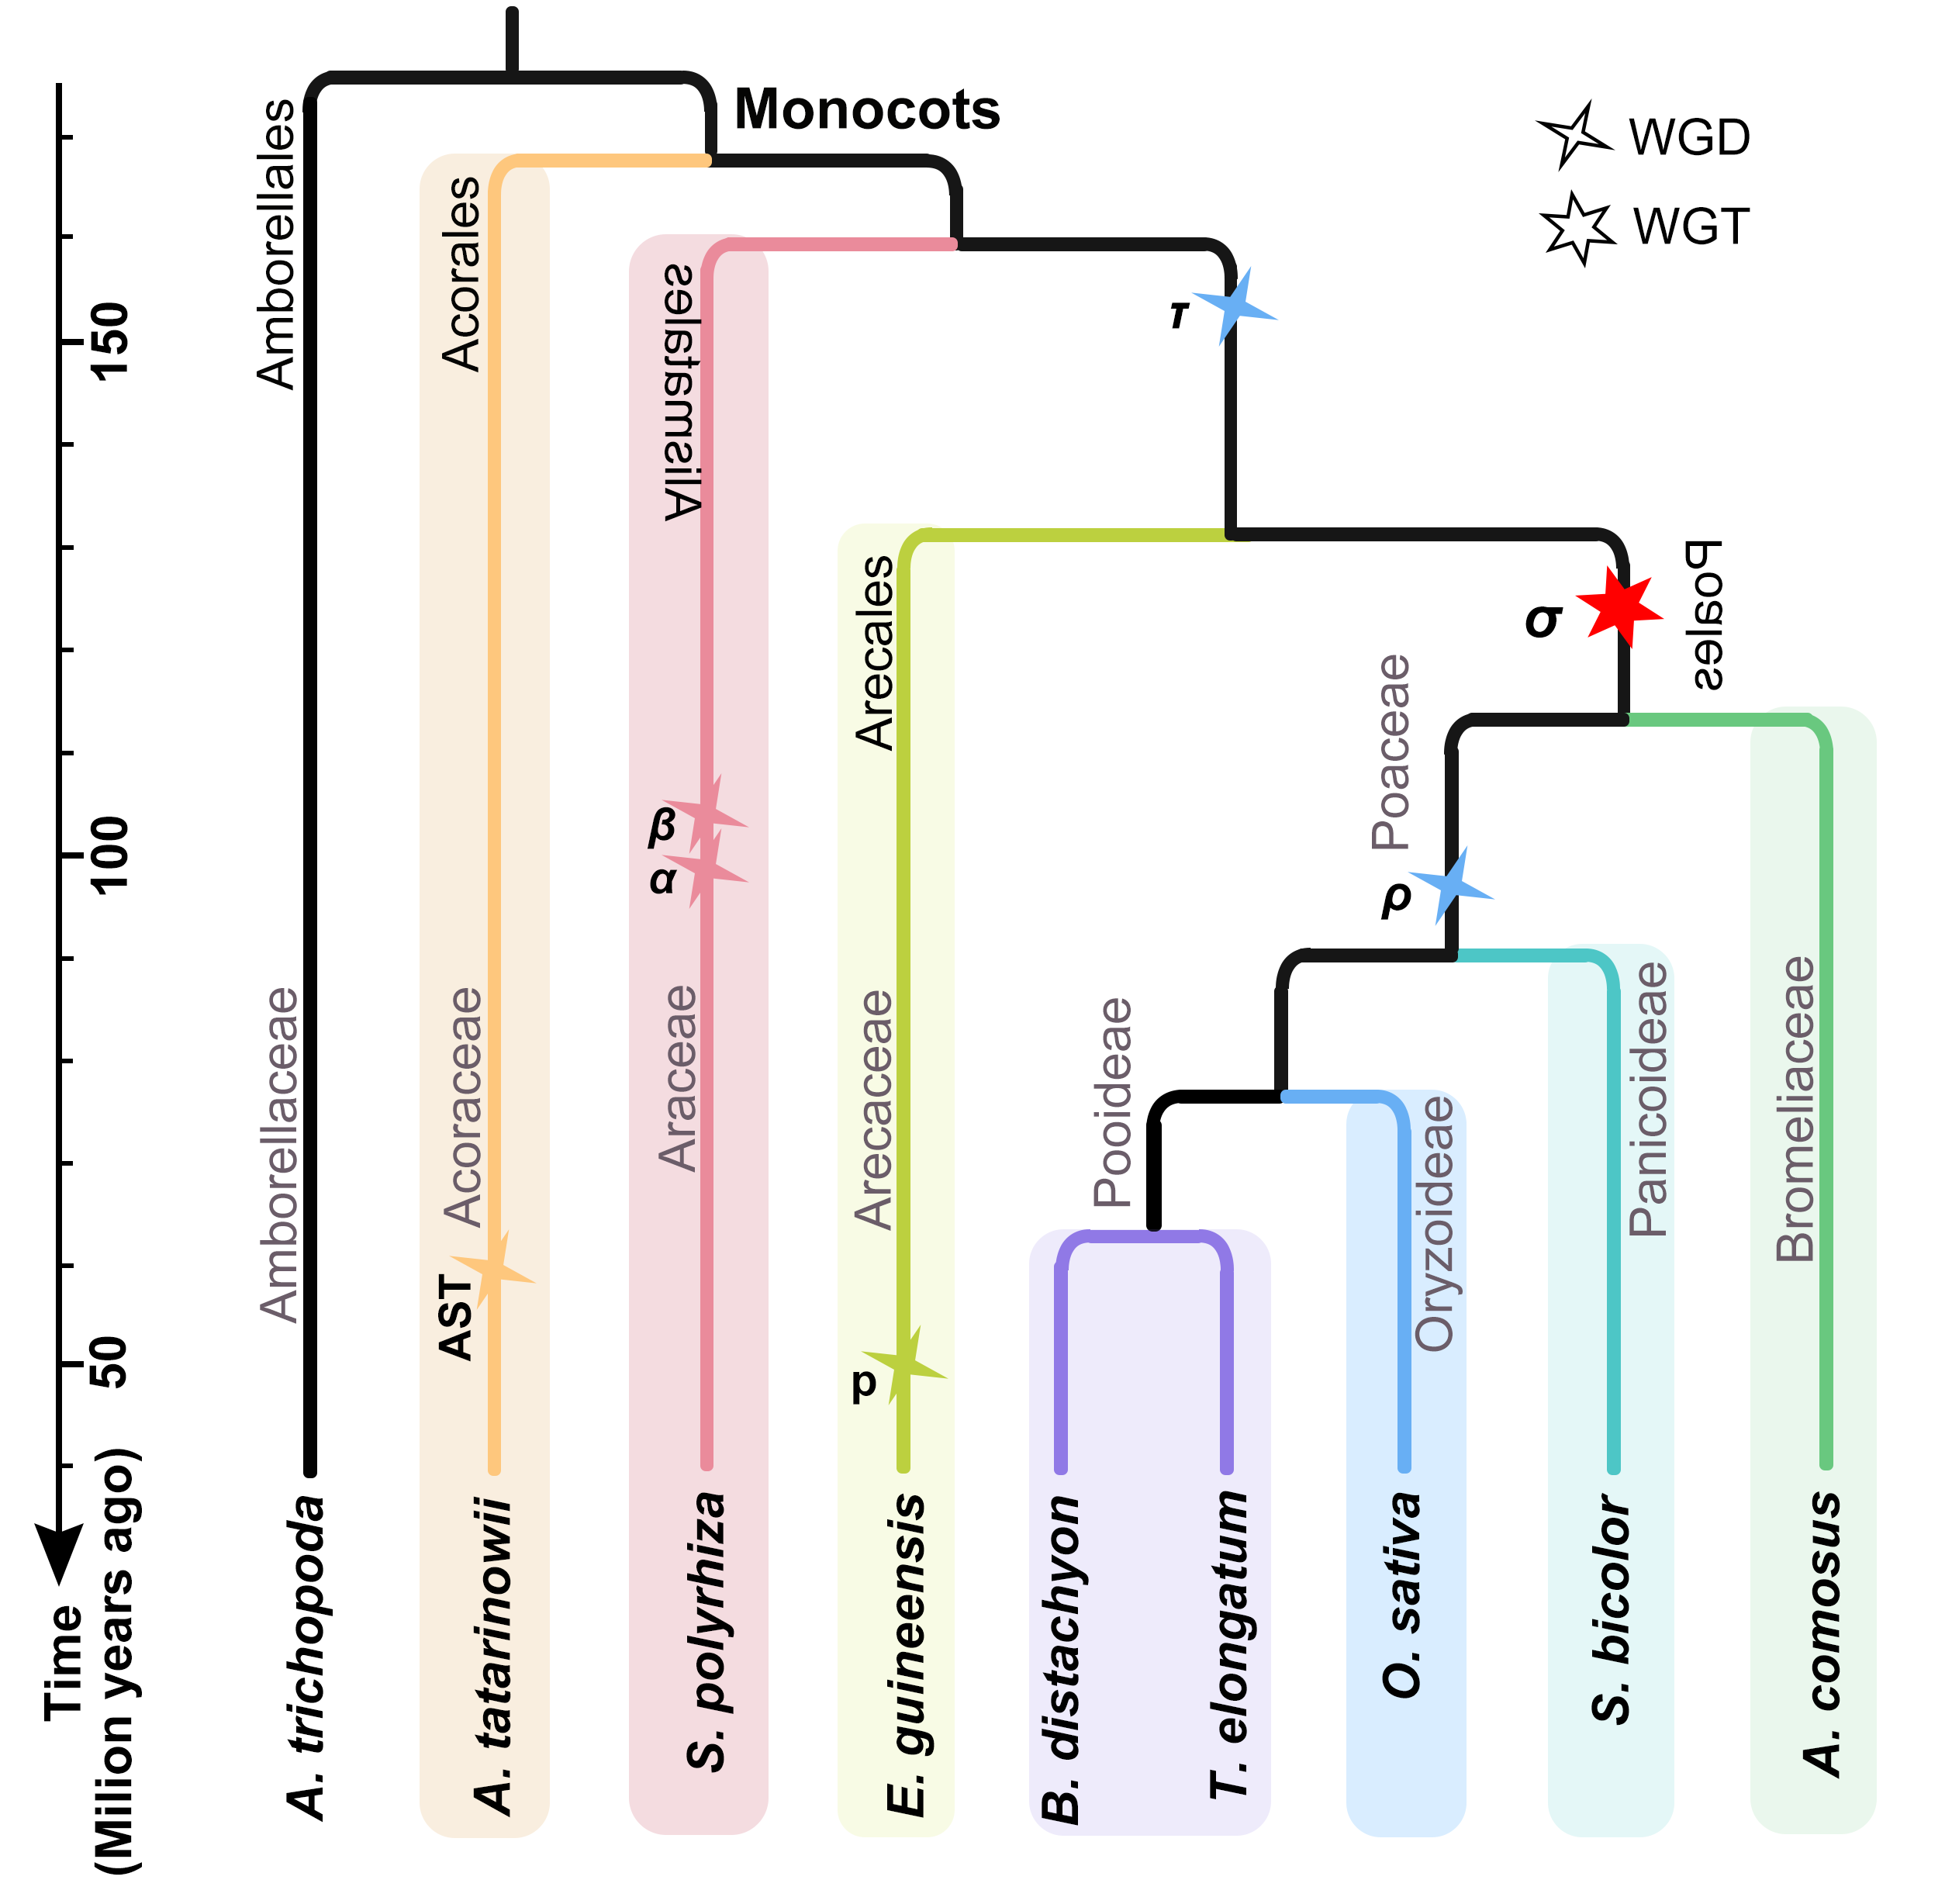 Monocots
WGD
WGT
Amborellales
Acorales
Alismatales
τ
150
Arecales
Poales
σ
Poaceae
β
α
100
ρ
Amborellaceae
Acoraceae
Araceae
Arecaceae
Pooideae
Oryzoideae
Panicoideae
Bromeliaceae
AST
p
50
Time
(Milion years ago)
A. trichopoda
A. tatarinowii
S. polyrhiza
E. guineensis
B. distachyon
T. elongatum
O. sativa
S. bicolor
A. comosus